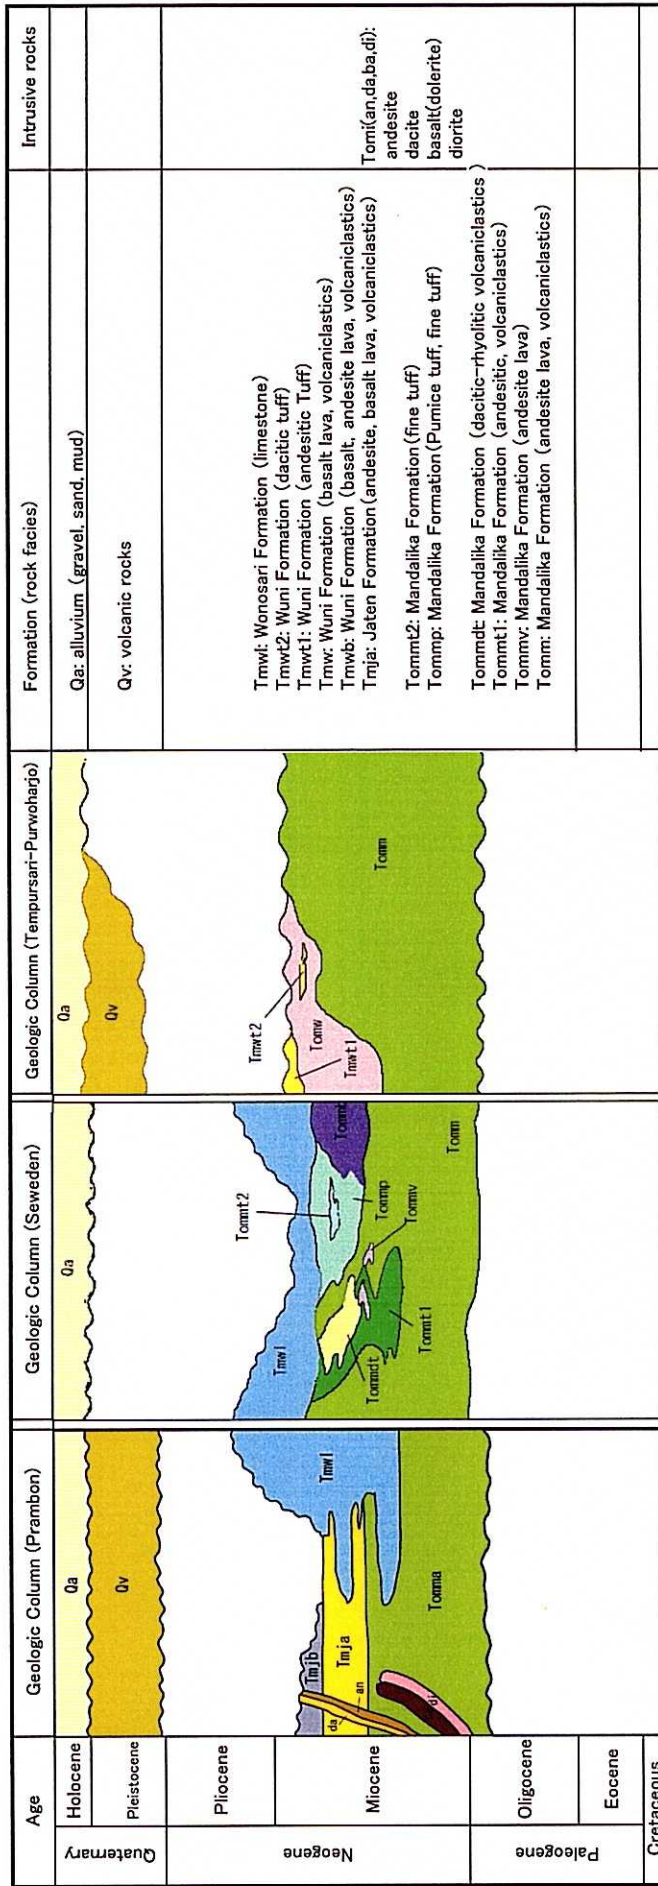 Age
Geologic Column (Prambon)
Geologic Column (Seweden)
Geologic Column (Tempursari-Purwoharjo)
Formation (rock facies)
Intrusive rocks
Quaternary
Holocene
Pleistocene
Neogene
Pliocene
Miocene
Paleogene
Oligocene
Eocene
Cretaceous
Qa
Qv
Tmjb
Tmja
Tmwl
Tomma
da
an
di
Qa
Tmwl
Tommt2
Tommp
Tommv
Tommdt
Tommt1
Tomm
Qa
Qv
Tmwt2
Tomw
Tmwt1
Tomm
Qa: alluvium (gravel, sand, mud)
Qv: volcanic rocks
Tmwl: Wonosari Formation (limestone)
Tmwt2: Wuni Formation (dacitic tuff)
Tmwt1: Wuni Formation (andesitic Tuff)
Tmw: Wuni Formation (basalt lava, volcaniclastics)
Tmwb: Wuni Formation (basalt, andesite lava, volcaniclastics)
Tmja: Jaten Formation(andesite, basalt lava, volcaniclastics)
Tommt2: Mandalika Formation(fine tuff)
Tommp: Mandalika Formation(Pumice tuff, fine tuff)
Tommdt: Mandalika Formation (dacitic-rhyolitic volcaniclastics )
Tommt1: Mandalika Formation (andesitic, volcaniclastics)
Tommv: Mandalika Formation (andesite lava)
Tomm: Mandalika Formation (andesite lava, volcaniclastics)
Tomi(an,da,ba,di):
andesite
dacite
basalt(dolerite)
diorite